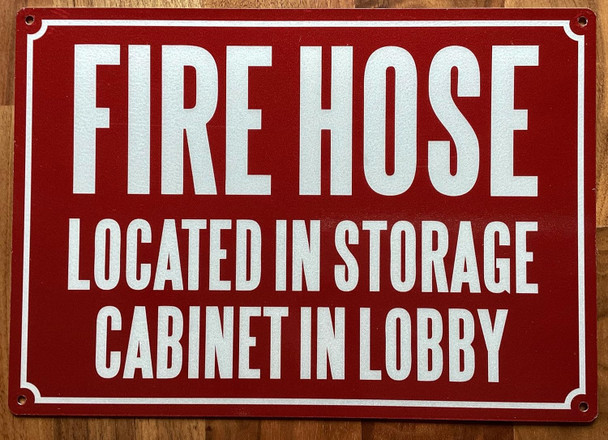 FIRE HOSE
LOCATED IN STORAGE
CABINET IN LOBBY